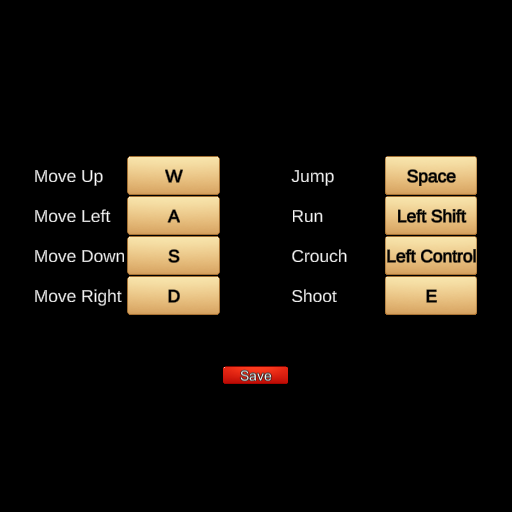 Move Up W
Move Left A
Move Down S
Move Right D
Jump Space
Run Left Shift
Crouch Left Control
Shoot E
Save